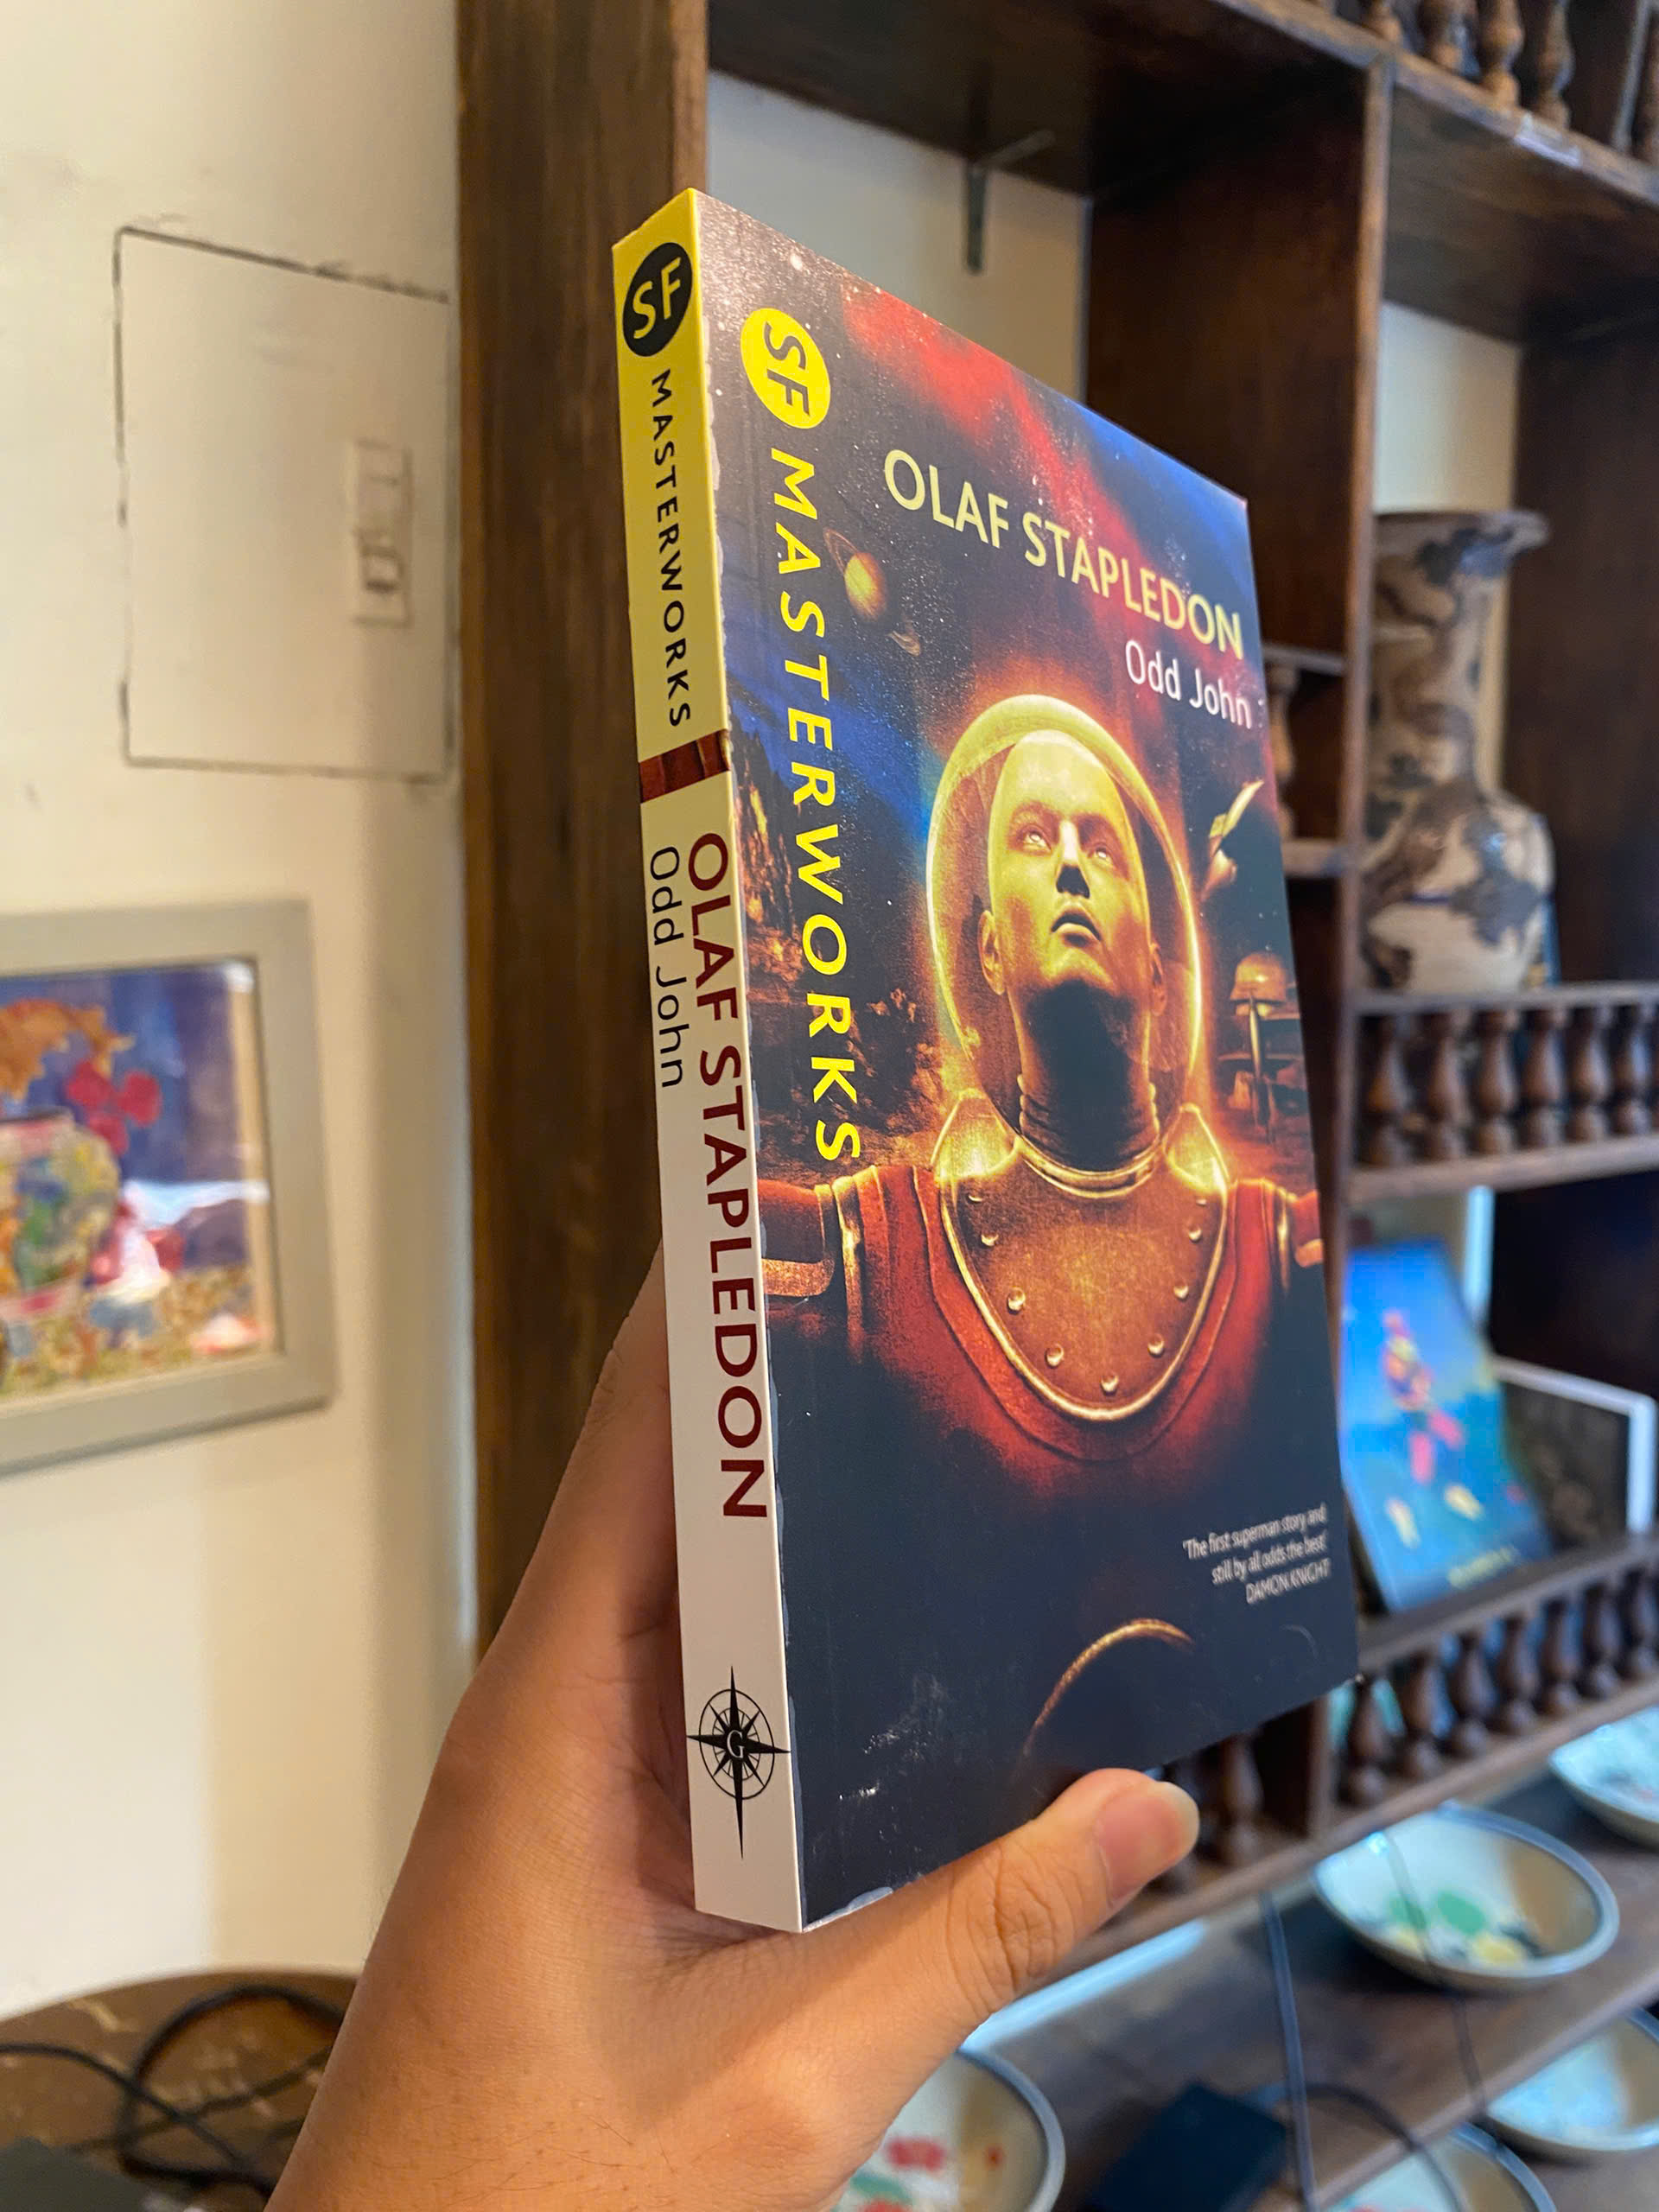 SF
MASTERWORKS
OLAF STAPLEDON
Odd John
G
SF
MASTERWORKS
OLAF STAPLEDON
Odd John
'The first superman story and
still by all odds the best'
DAMON KNIGHT